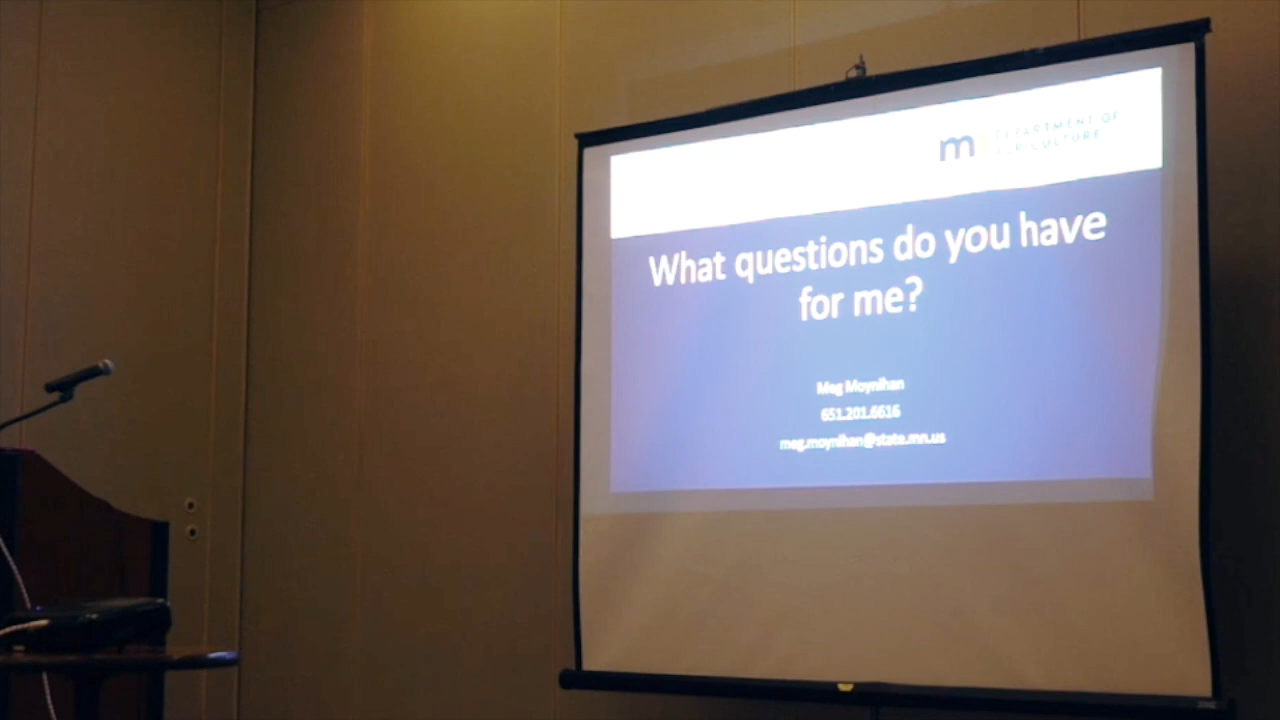 m
DEPARTMENT OF
AGRICULTURE
What questions do you have
for me?
Meg Moynihan
651.201.6616
meg.moynihan@state.mn.us